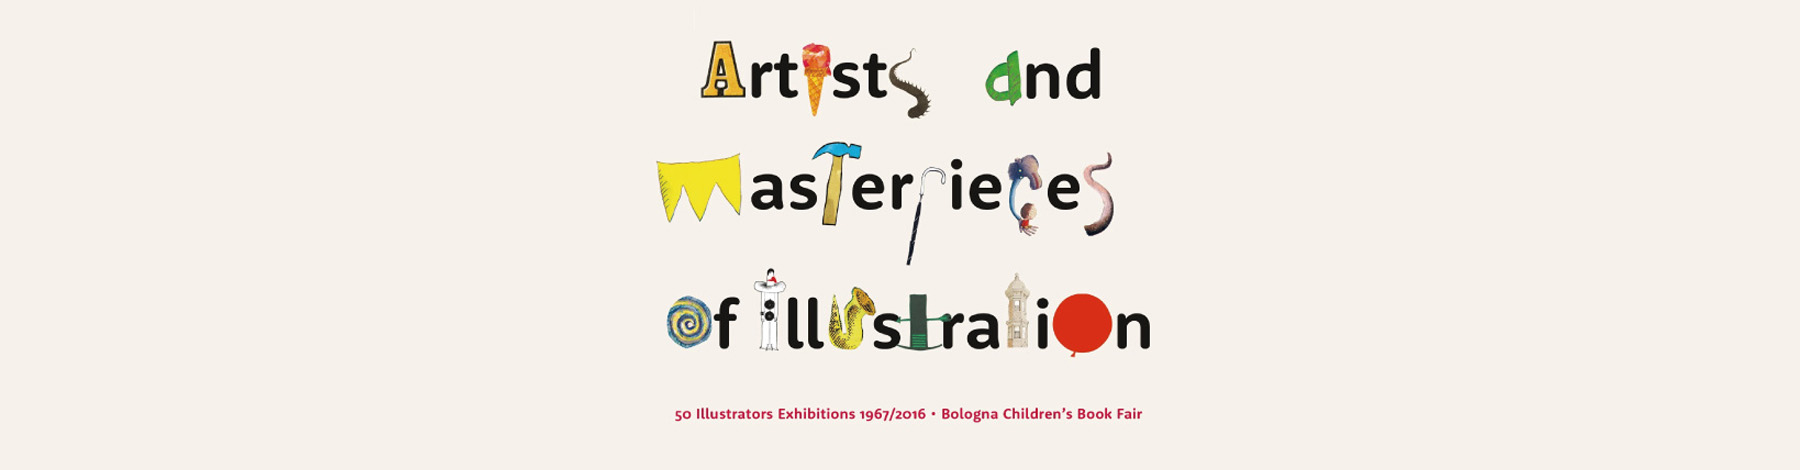 Artists and
Masterpieces
of illustration
50 Illustrators Exhibitions 1967/2016 • Bologna Children's Book Fair